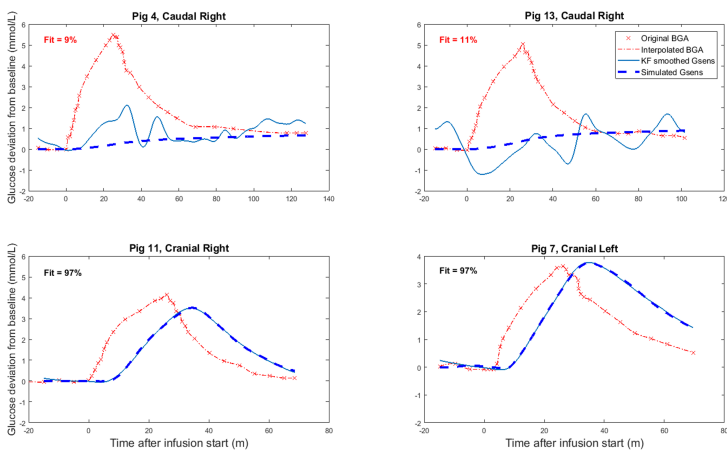 Pig 4, Caudal Right
Fit = 9%
Glucose deviation from baseline (mmol/L)
6
5
4
3
2
1
0
-1
-2
-20 0 20 40 60 80 100 120 140
Pig 13, Caudal Right
Fit = 11%
Original BGA
Interpolated BGA
KF smoothed Gsens
Simulated Gsens
6
5
4
3
2
1
0
-1
-2
-20 0 20 40 60 80 100 120
Pig 11, Cranial Right
Fit = 97%
Glucose deviation from baseline (mmol/L)
6
5
4
3
2
1
0
-1
-2
-20 0 20 40 60 80
Time after infusion start (m)
Pig 7, Cranial Left
Fit = 97%
4
3
2
1
0
-1
-2
-20 0 20 40 60 80
Time after infusion start (m)